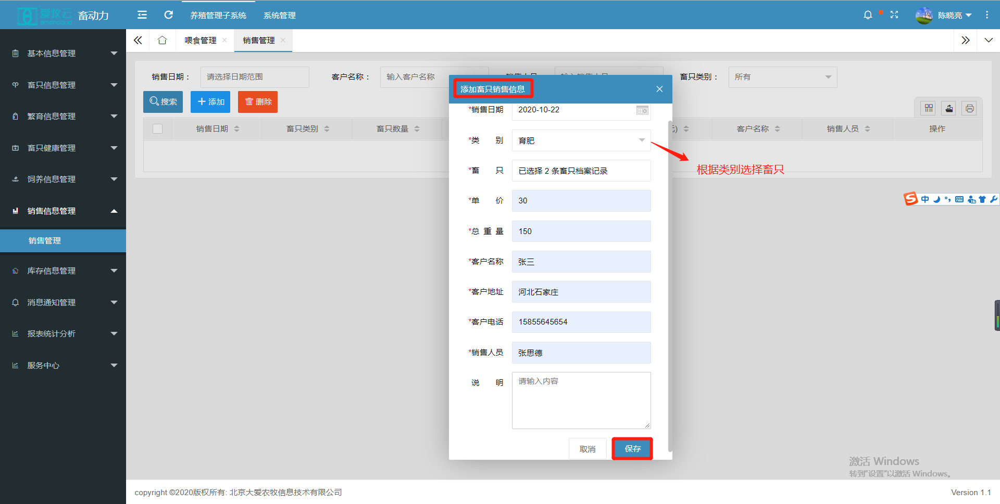 爱牧云
amorcloud
畜动力
养殖管理子系统
系统管理
陈晓亮
喂食管理
销售管理
基本信息管理
畜只信息管理
繁育信息管理
畜只健康管理
饲养信息管理
销售信息管理
销售管理
库存信息管理
消息通知管理
报表统计分析
服务中心
销售日期： 请选择日期范围
客户名称： 输入客户名称
畜只类别： 所有
搜索
添加
删除
销售日期
畜只类别
畜只数量
客户名称
销售人员
操作
添加畜只销售信息
*销售日期 2020-10-22
*类 别 育肥
*畜 只 已选择 2 条畜只档案记录
*单 价 30
*总 重 量 150
*客户名称 张三
*客户地址 河北石家庄
*客户电话 15855645654
*销售人员 张思德
说 明 请输入内容
取消
保存
根据类别选择畜只
中
激活 Windows
转到"设置"以激活 Windows。
copyright ©2020版权所有: 北京大爱农牧信息技术有限公司
Version 1.1